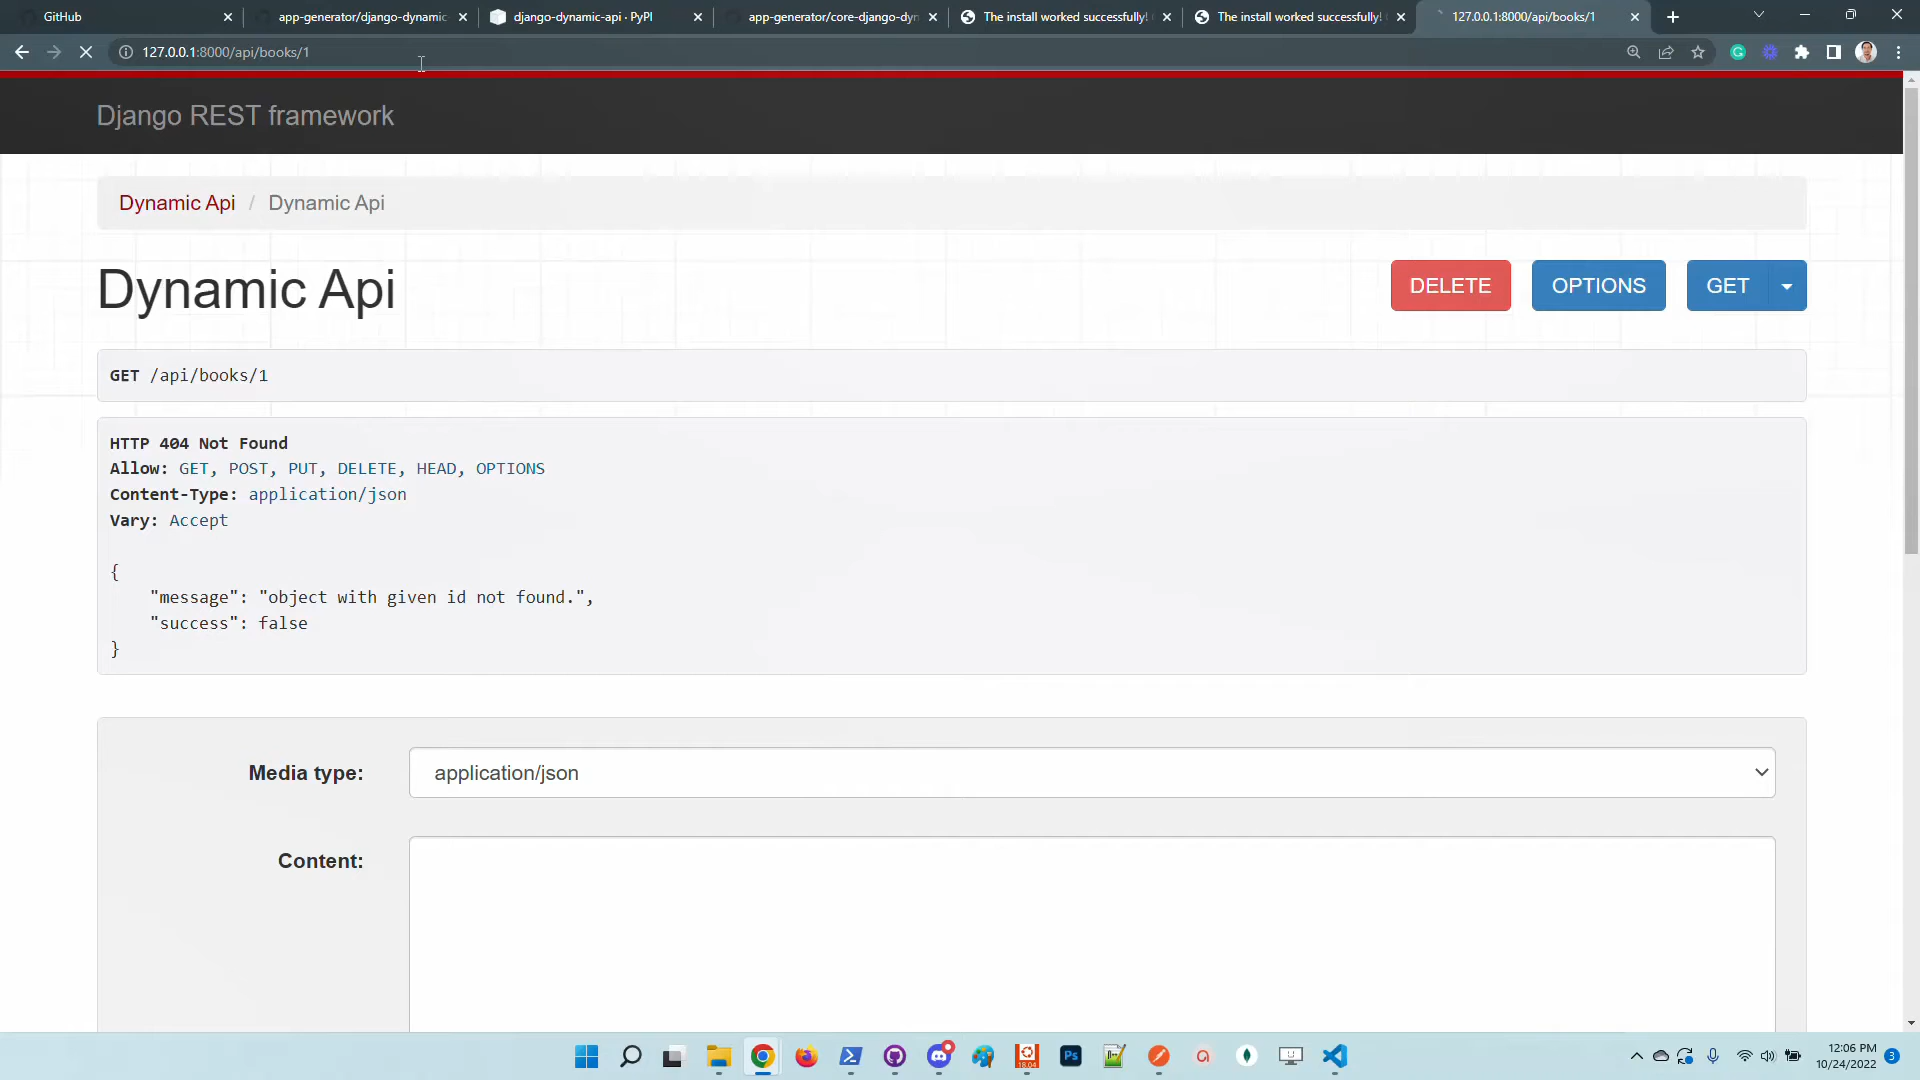 GitHub
app-generator/django-dynamic
django-dynamic-api · PyPI
app-generator/core-django-dyn
The install worked successfully!
The install worked successfully!
127.0.0.1:8000/api/books/1
127.0.0.1:8000/api/books/1
Django REST framework
Dynamic Api / Dynamic Api
Dynamic Api
DELETE
OPTIONS
GET
GET /api/books/1
HTTP 404 Not Found
Allow: GET, POST, PUT, DELETE, HEAD, OPTIONS
Content-Type: application/json
Vary: Accept
{
"message": "object with given id not found.",
"success": false
}
Media type:
application/json
Content:
Ps
18.04
12:06 PM
10/24/2022
3